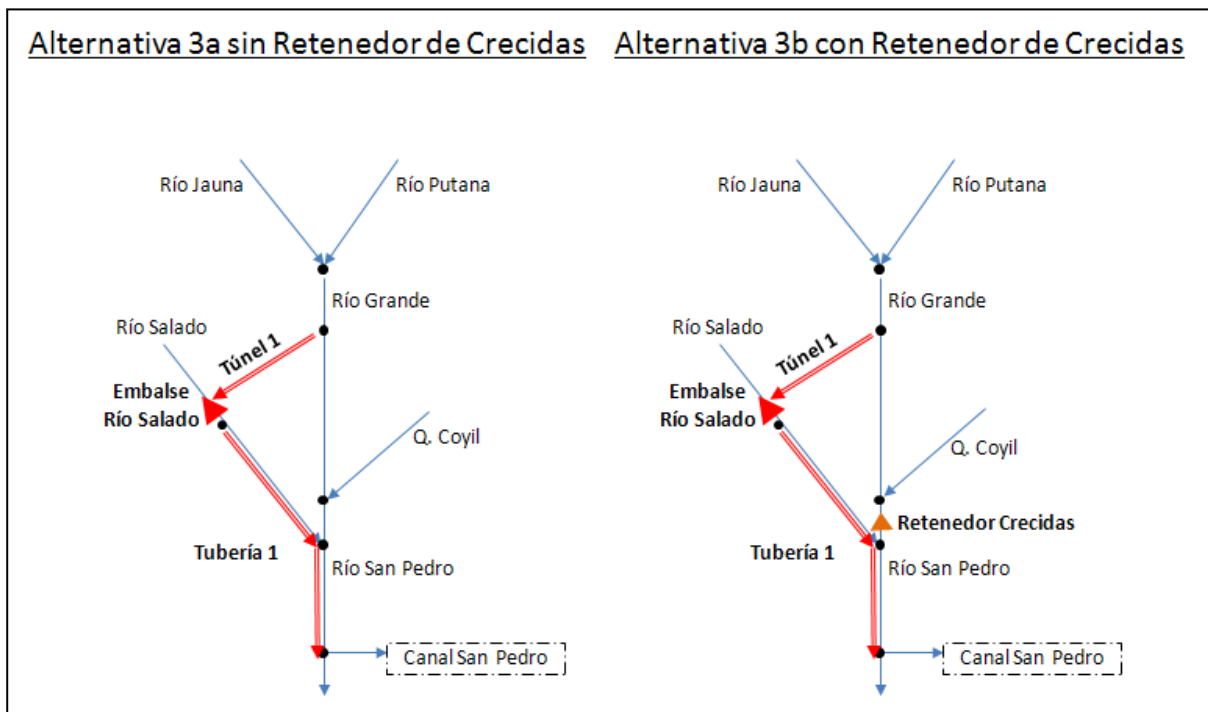 Alternativa 3a sin Retenedor de Crecidas
Río Jauna
Río Putana
Río Grande
Río Salado
Túnel 1
Embalse
Río Salado
Q. Coyil
Tubería 1
Río San Pedro
Canal San Pedro
Alternativa 3b con Retenedor de Crecidas
Río Jauna
Río Putana
Río Grande
Río Salado
Túnel 1
Embalse
Río Salado
Q. Coyil
Retenedor Crecidas
Tubería 1
Río San Pedro
Canal San Pedro